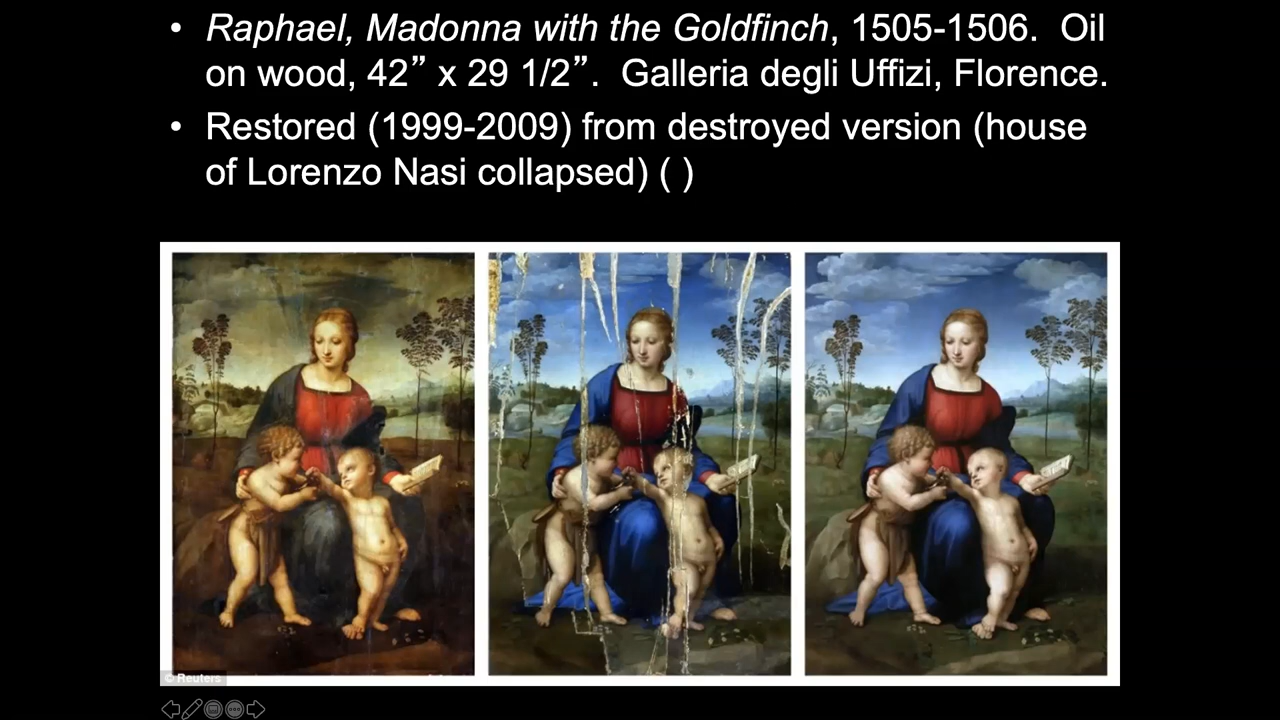 • Raphael, Madonna with the Goldfinch, 1505-1506. Oil
on wood, 42” x 29 1/2”. Galleria degli Uffizi, Florence.
• Restored (1999-2009) from destroyed version (house
of Lorenzo Nasi collapsed) ( )
© Reuters